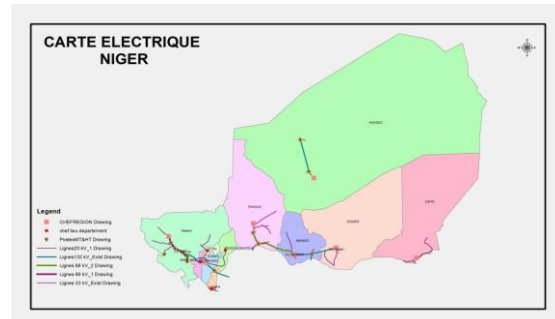 CARTE ELECTRIQUE
NIGER
AGADEZ
DIFFA
TAHOUA
ZINDER
MARADI
Legend
CHEFREGION Drawing
chef lieu departement
PosteMT&HT Drawing
Lignes20 kV_1 Drawing
Lignes132 kV_Exist Drawing
Lignes 66 kV_2 Drawing
Lignes 66 kV_1 Drawing
Lignes 33 kV_Exist Drawing